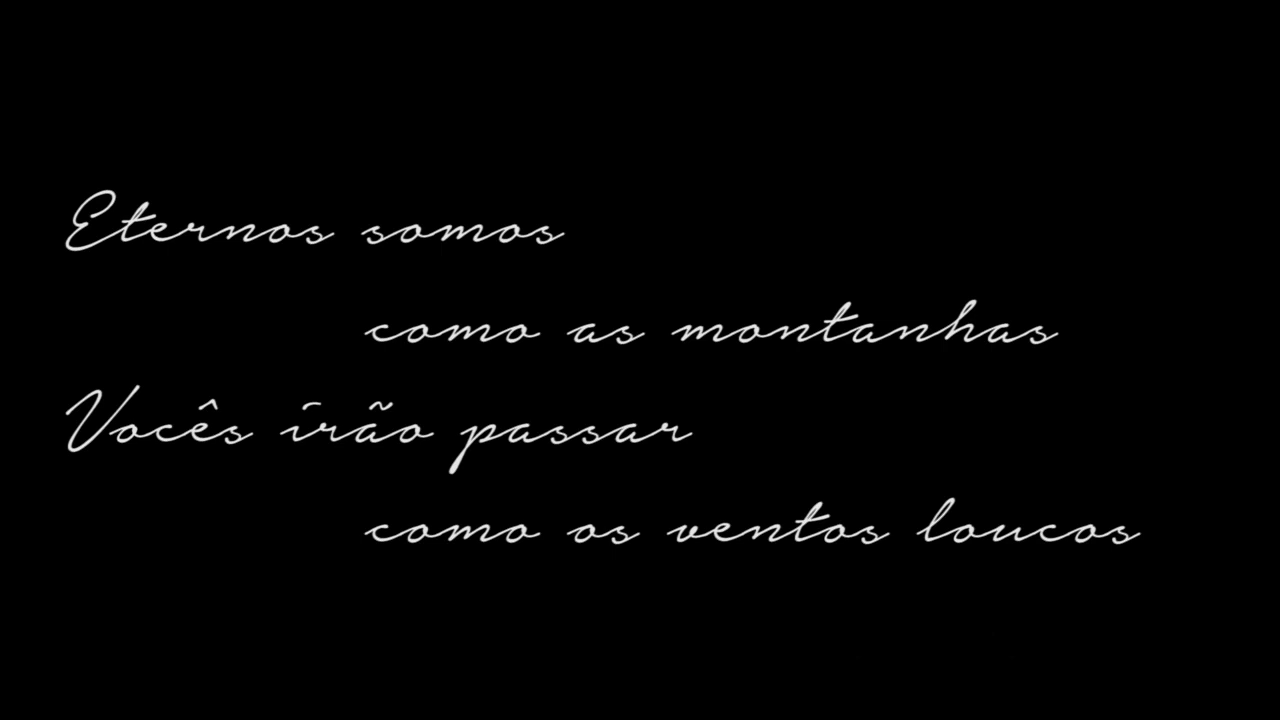 Eternos somos
como as montanhas
Vocês irão passar
como os ventos loucos